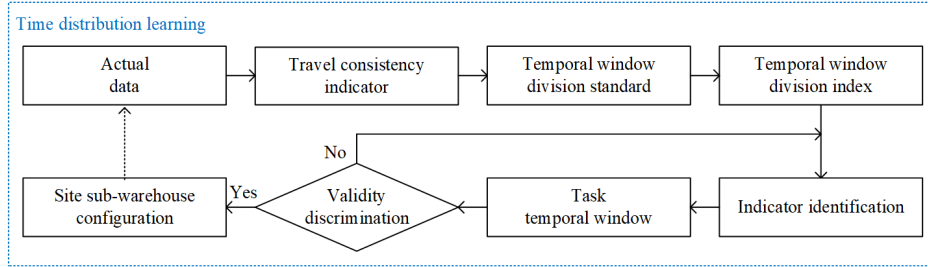 Time distribution learning
Actual
data
Travel consistency
indicator
Temporal window
division standard
Temporal window
division index
No
Yes
Site sub-warehouse
configuration
Validity
discrimination
Task
temporal window
Indicator identification